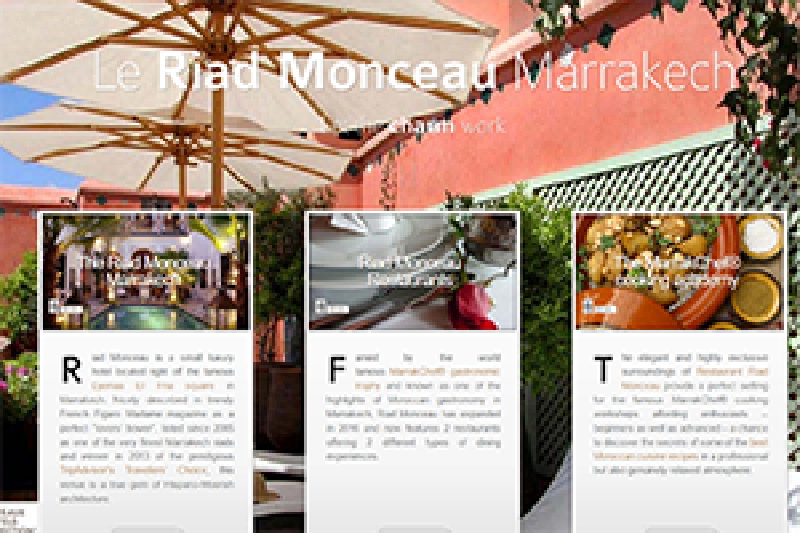 Le Riad Monceau Marrakech
charm work
The Riad Monceau
Marrakech
Riad Monceau
Restaurants
The MarrakChef®
cooking academy
Riad Monceau is a small luxury
hotel located right off the famous
Djemaa El Fna square in
Marrakech. Nicely described in trendy
French Figaro Madame magazine as a
perfect "lovers' bower", listed since 2005
as one of the very finest Marrakech riads
and winner in 2013 of the prestigious
TripAdvisor's Travellers' Choice, this
venue is a true gem of Hispano-Moorish
architecture.
Famed to the world
famous MarrakChef® gastronomic
trophy and known as one of the
highlights of Moroccan gastronomy in
Marrakech, Riad Monceau has expanded
in 2016 and now features 2 restaurants
offering 2 different types of dining
experiences.
The elegant and highly exclusive
surroundings of Restaurant Riad
Monceau provide a perfect setting
for the famous MarrakChef® cooking
workshops affording enthusiasts –
beginners as well as advanced – a chance
to discover the secrets of some of the best
Moroccan cuisine recipes in a professional
but also genuinely relaxed atmosphere.